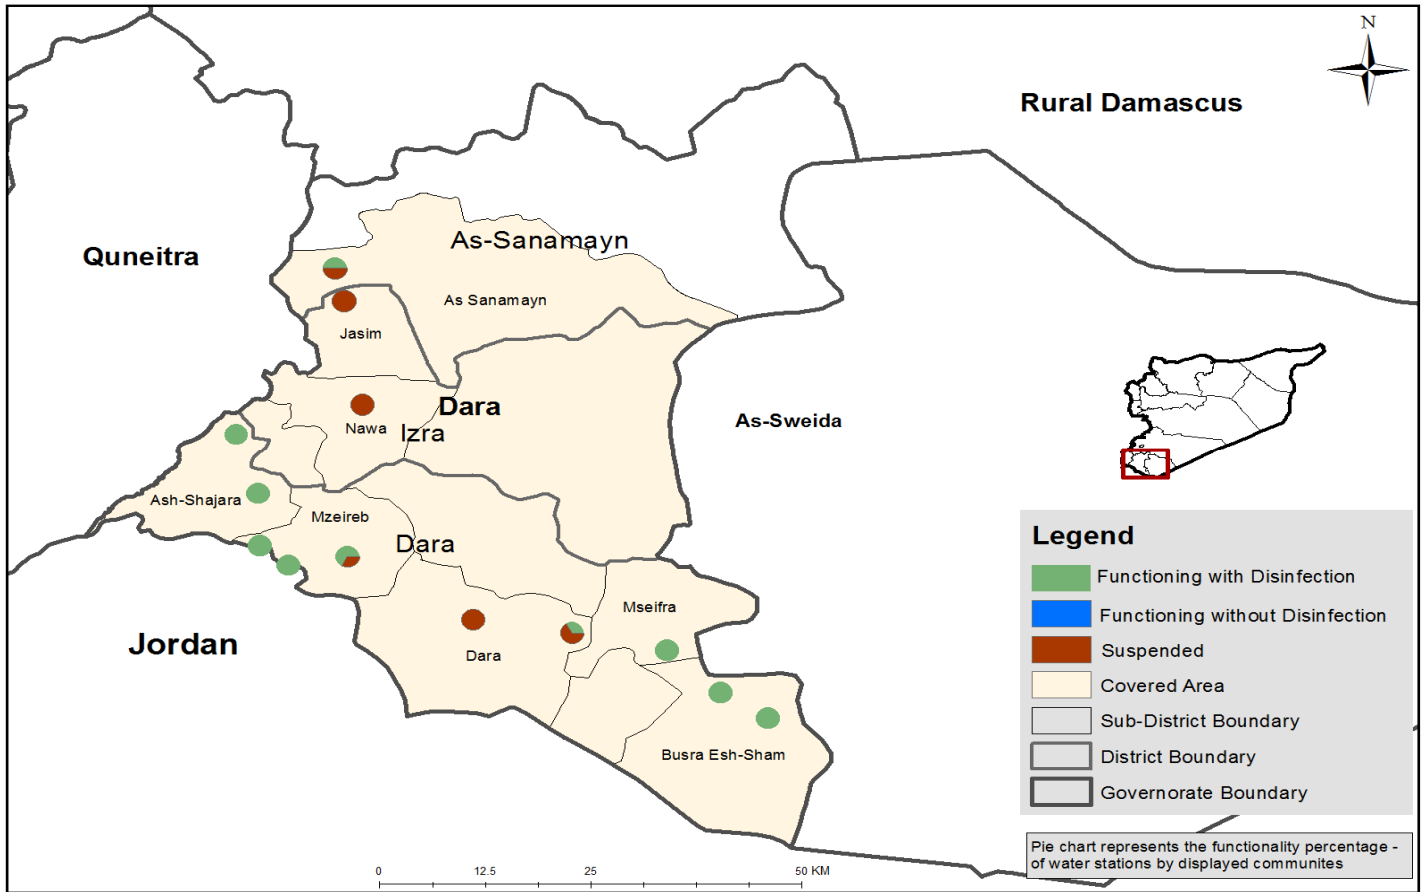 N
Rural Damascus
As-Sanamayn
Quneitra
As Sanamayn
Jasim
Dara
As-Sweida
Nawa
Izra
Ash-Shajara
Mzeireb
Dara
Mseifra
Jordan
Dara
Busra Esh-Sham
Legend
Functioning with Disinfection
Functioning without Disinfection
Suspended
Covered Area
Sub-District Boundary
District Boundary
Governorate Boundary
Pie chart represents the functionality percentage -
of water stations by displayed communites
0 12.5 25 50 KM